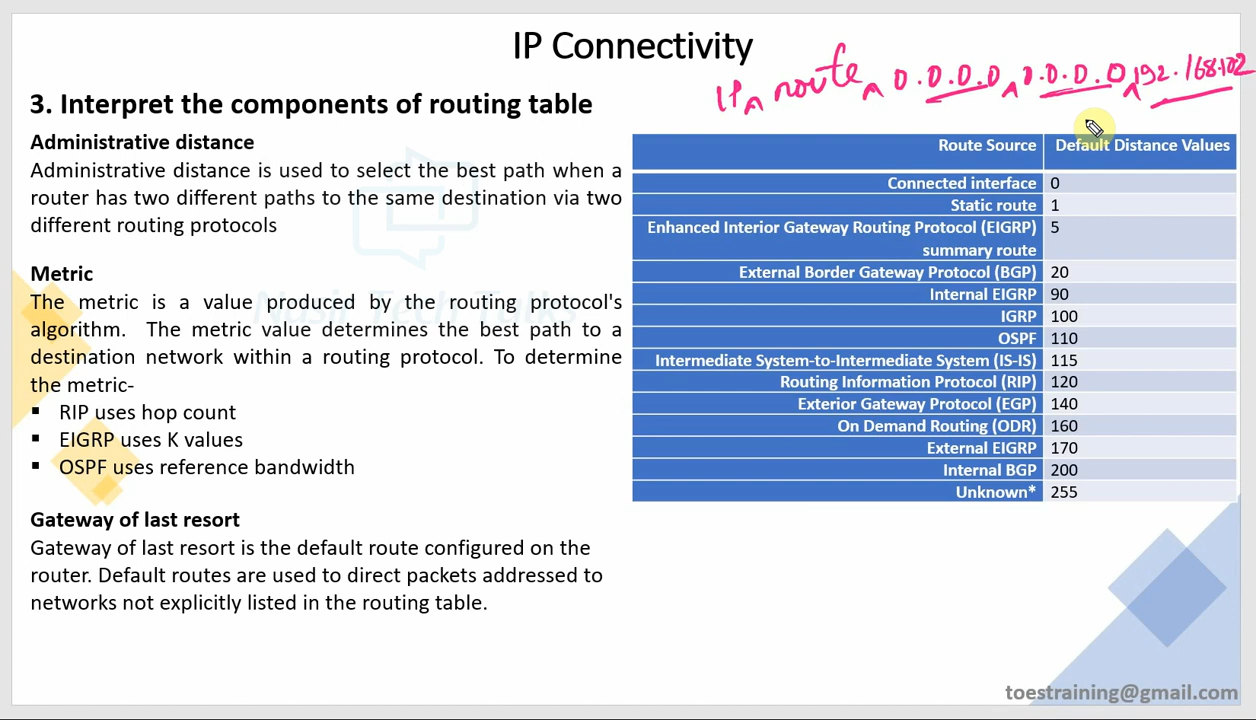 IP Connectivity
IP route 0.0.0.0 0.0.0.0 192.168.10.2
3. Interpret the components of routing table
Administrative distance
Administrative distance is used to select the best path when a
router has two different paths to the same destination via two
different routing protocols
Metric
The metric is a value produced by the routing protocol's
algorithm. The metric value determines the best path to a
destination network within a routing protocol. To determine
the metric-
▪ RIP uses hop count
▪ EIGRP uses K values
▪ OSPF uses reference bandwidth
Gateway of last resort
Gateway of last resort is the default route configured on the
router. Default routes are used to direct packets addressed to
networks not explicitly listed in the routing table.
Route Source Default Distance Values
Connected interface 0
Static route 1
Enhanced Interior Gateway Routing Protocol (EIGRP) 5
summary route
External Border Gateway Protocol (BGP) 20
Internal EIGRP 90
IGRP 100
OSPF 110
Intermediate System-to-Intermediate System (IS-IS) 115
Routing Information Protocol (RIP) 120
Exterior Gateway Protocol (EGP) 140
On Demand Routing (ODR) 160
External EIGRP 170
Internal BGP 200
Unknown* 255
Nasir Tech Talks
toestraining@gmail.com